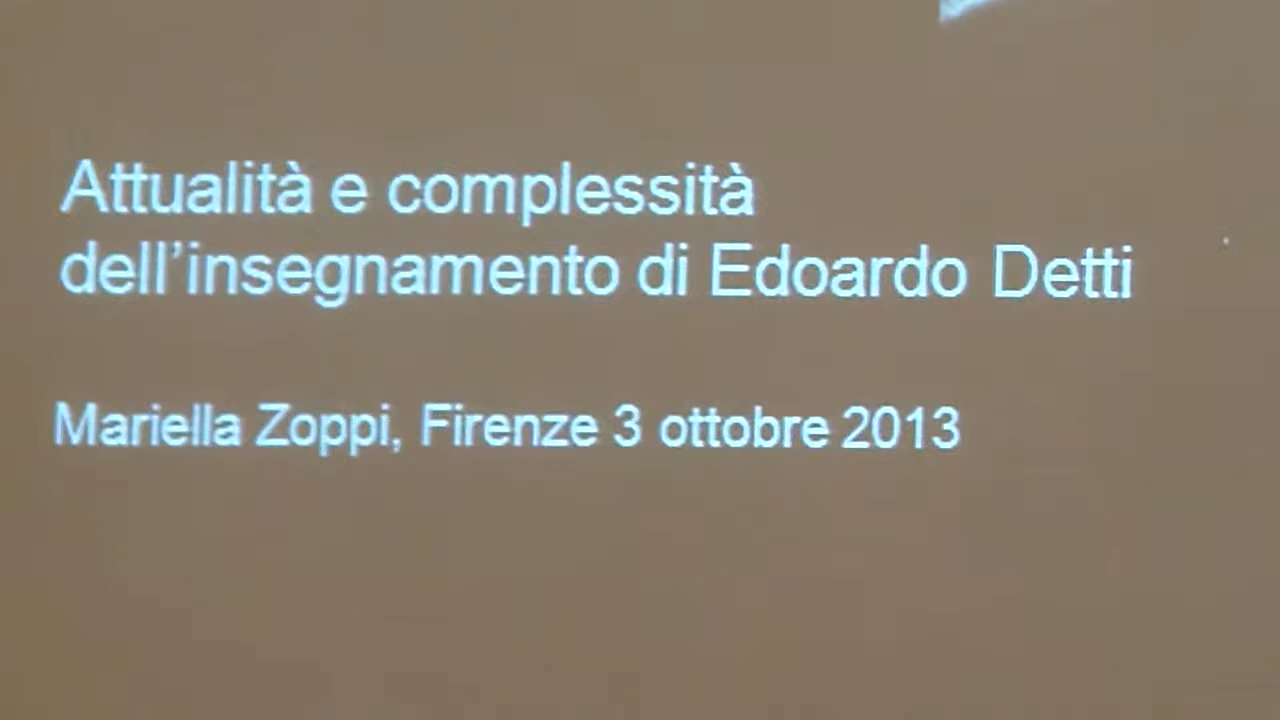 Attualità e complessità
dell'insegnamento di Edoardo Detti
Mariella Zoppi, Firenze 3 ottobre 2013